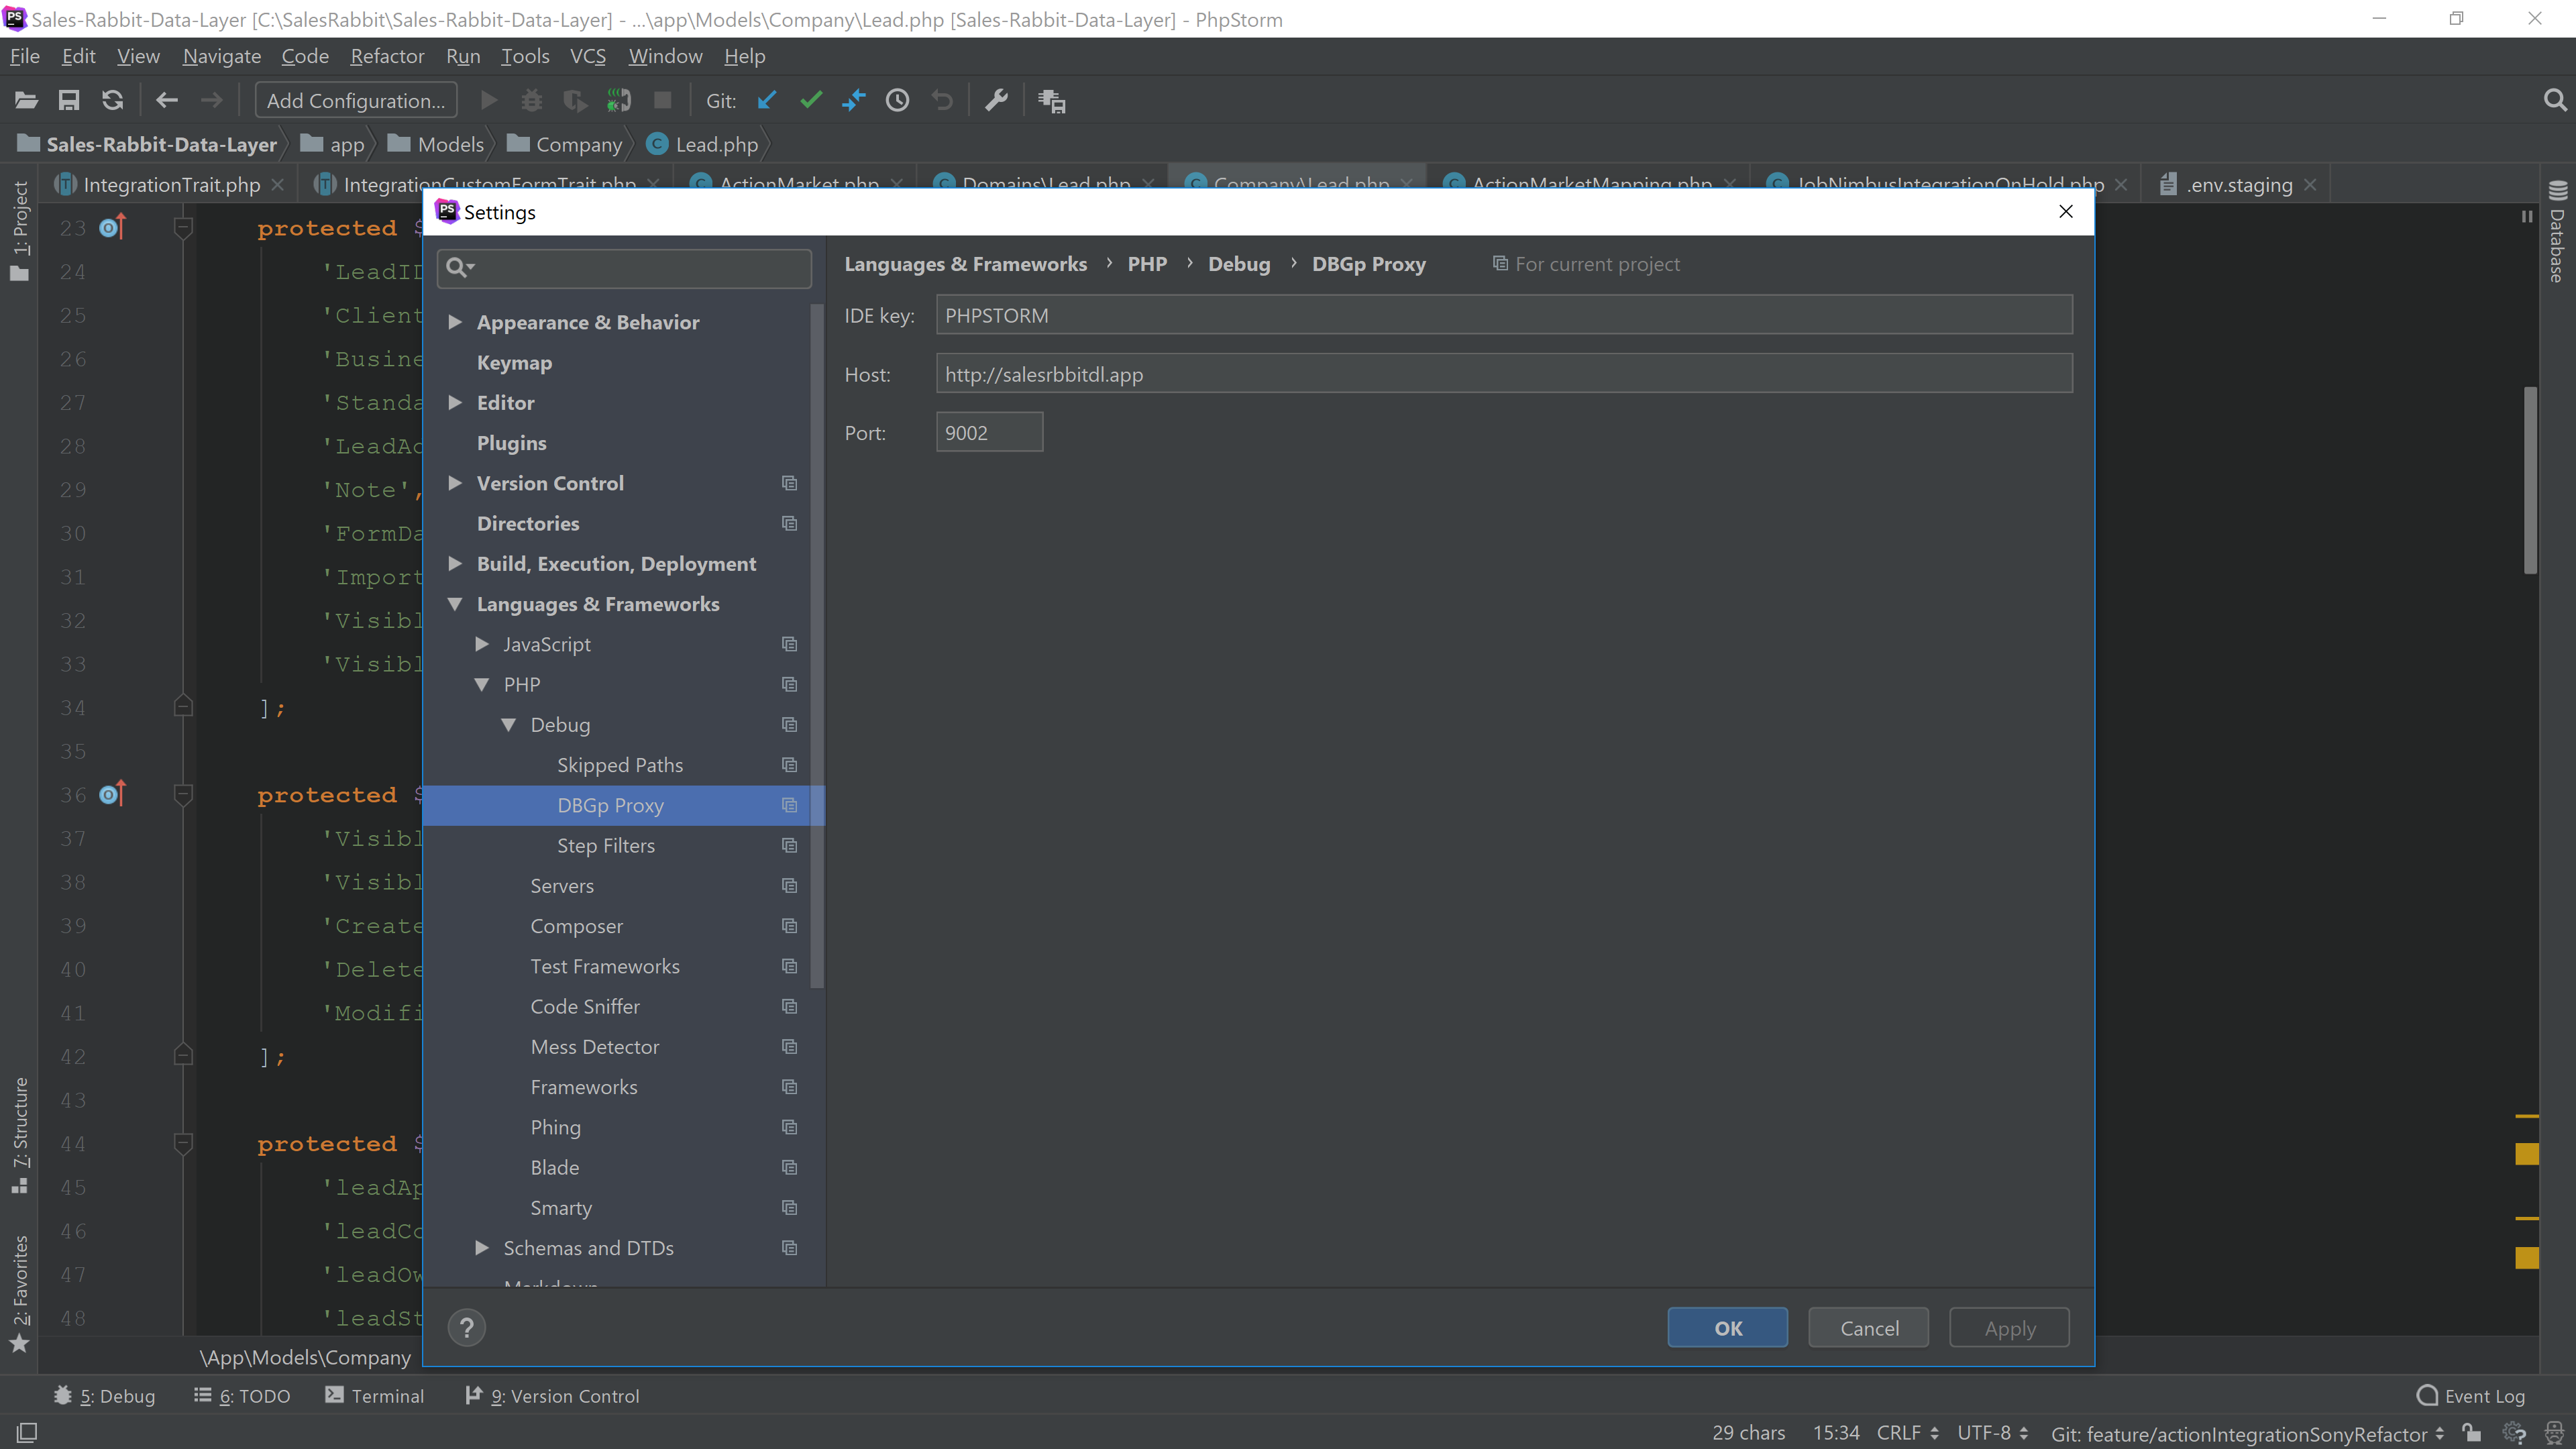 Sales-Rabbit-Data-Layer [C:\SalesRabbit\Sales-Rabbit-Data-Layer] - ...\app\Models\Company\Lead.php [Sales-Rabbit-Data-Layer] - PhpStorm
File Edit View Navigate Code Refactor Run Tools VCS Window Help
Add Configuration... Git:
Sales-Rabbit-Data-Layer app Models Company Lead.php
IntegrationTrait.php IntegrationCustomFormTrait.php ActionMarket.php Domains\Lead.php Company\Lead.php ActionMarketMapping.php JobNimbusIntegrationOnHold.php .env.staging
1: Project
7: Structure
2: Favorites
Database
23 protected $
24 'LeadID
25 'Client
26 'Busine
27 'Standa
28 'LeadAd
29 'Note',
30 'FormDa
31 'Import
32 'Visibl
33 'Visibl
34 ];
35
36 protected $
37 'Visibl
38 'Visibl
39 'Create
40 'Delete
41 'Modifi
42 ];
43
44 protected $
45 'leadAp
46 'leadCo
47 'leadOw
48 'leadSt
\App\Models\Company
Settings
Appearance & Behavior
Keymap
Editor
Plugins
Version Control
Directories
Build, Execution, Deployment
Languages & Frameworks
JavaScript
PHP
Debug
Skipped Paths
DBGp Proxy
Step Filters
Servers
Composer
Test Frameworks
Code Sniffer
Mess Detector
Frameworks
Phing
Blade
Smarty
Schemas and DTDs
Markdown
Languages & Frameworks › PHP › Debug › DBGp Proxy For current project
IDE key: PHPSTORM
Host: http://salesrbbitdl.app
Port: 9002
? OK Cancel Apply
5: Debug 6: TODO Terminal 9: Version Control Event Log
29 chars 15:34 CRLF UTF-8 Git: feature/actionIntegrationSonyRefactor